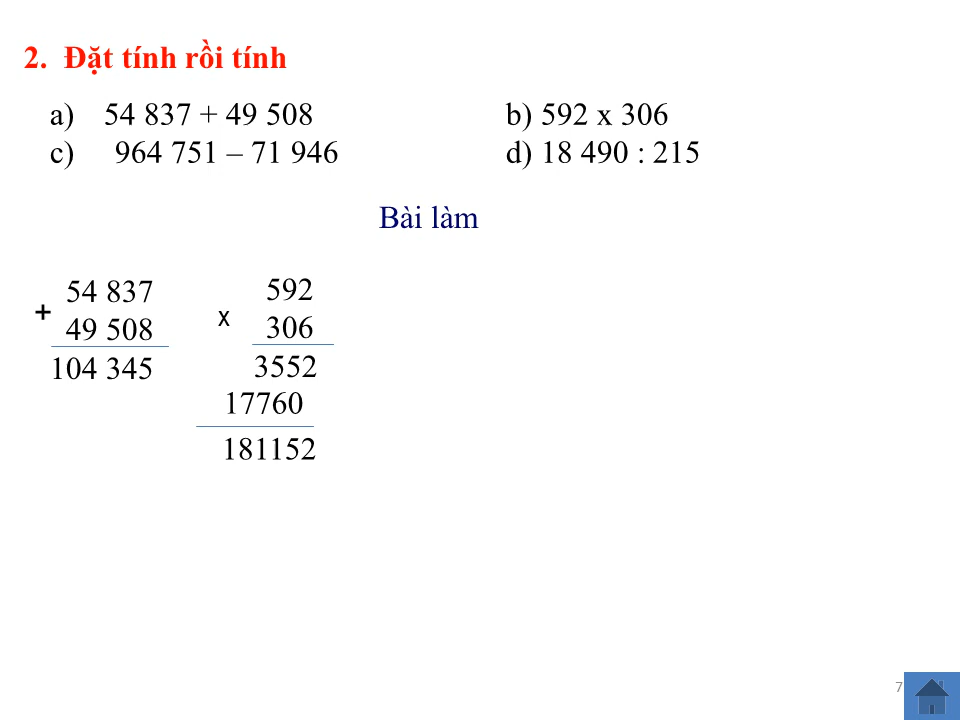 2. Đặt tính rồi tính
a) 54 837 + 49 508 b) 592 x 306
c) 964 751 – 71 946 d) 18 490 : 215
Bài làm
54 837
+
49 508
104 345
592
x
306
3552
17760
181152
7